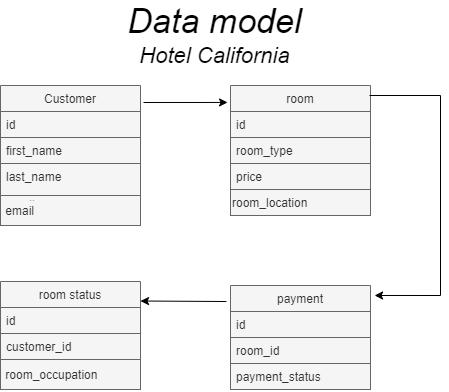 Data model
Hotel California
Customer
id
first_name
last_name
email
room
id
room_type
price
room_location
room status
id
customer_id
room_occupation
payment
id
room_id
payment_status